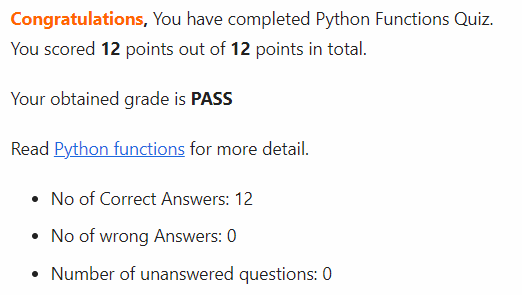 Congratulations, You have completed Python Functions Quiz.
You scored 12 points out of 12 points in total.
Your obtained grade is PASS
Read Python functions for more detail.
• No of Correct Answers: 12
• No of wrong Answers: 0
• Number of unanswered questions: 0